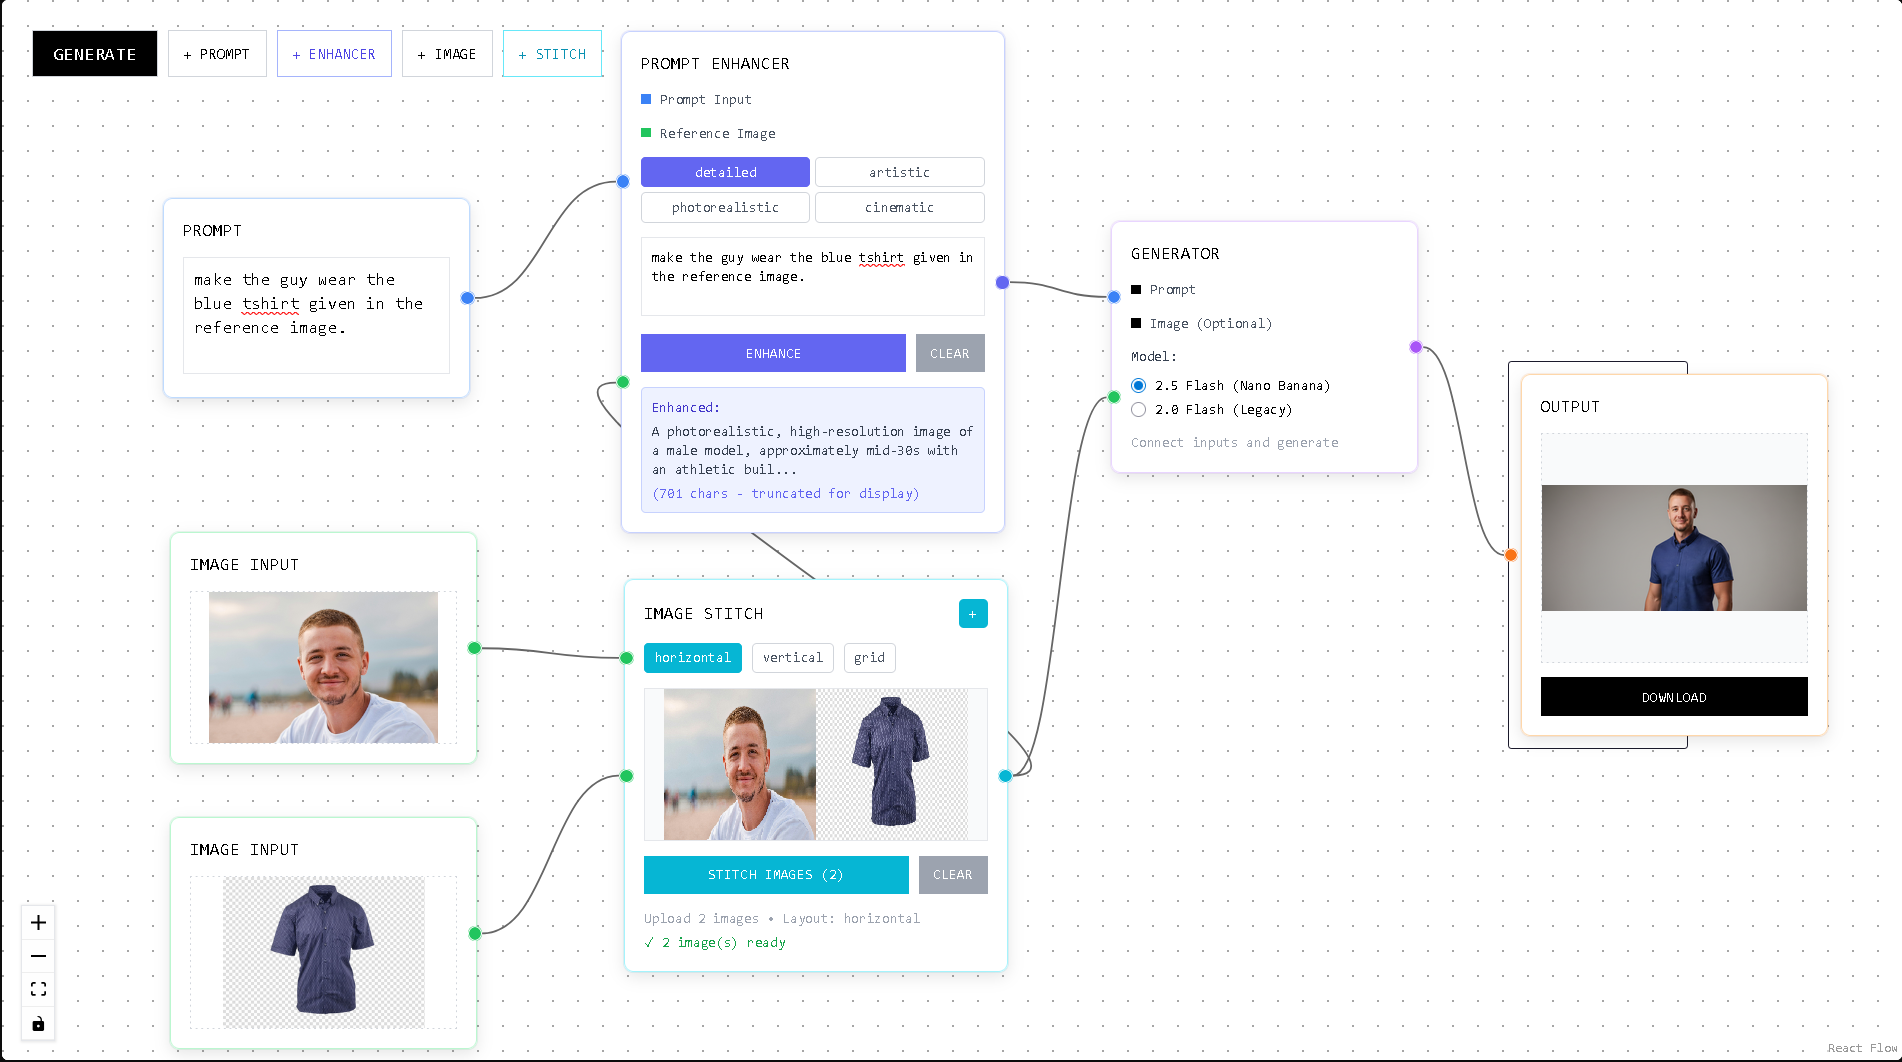 GENERATE
+ PROMPT
+ ENHANCER
+ IMAGE
+ STITCH
PROMPT
make the guy wear the
blue tshirt given in the
reference image.
IMAGE INPUT
IMAGE INPUT
PROMPT ENHANCER
Prompt Input
Reference Image
detailed
artistic
photorealistic
cinematic
make the guy wear the blue tshirt given in
the reference image.
ENHANCE
CLEAR
Enhanced:
A photorealistic, high-resolution image of
a male model, approximately mid-30s with
an athletic buil...
(701 chars - truncated for display)
IMAGE STITCH
+
horizontal
vertical
grid
STITCH IMAGES (2)
CLEAR
Upload 2 images • Layout: horizontal
✓ 2 image(s) ready
GENERATOR
Prompt
Image (Optional)
Model:
2.5 Flash (Nano Banana)
2.0 Flash (Legacy)
Connect inputs and generate
OUTPUT
DOWNLOAD
React Flow